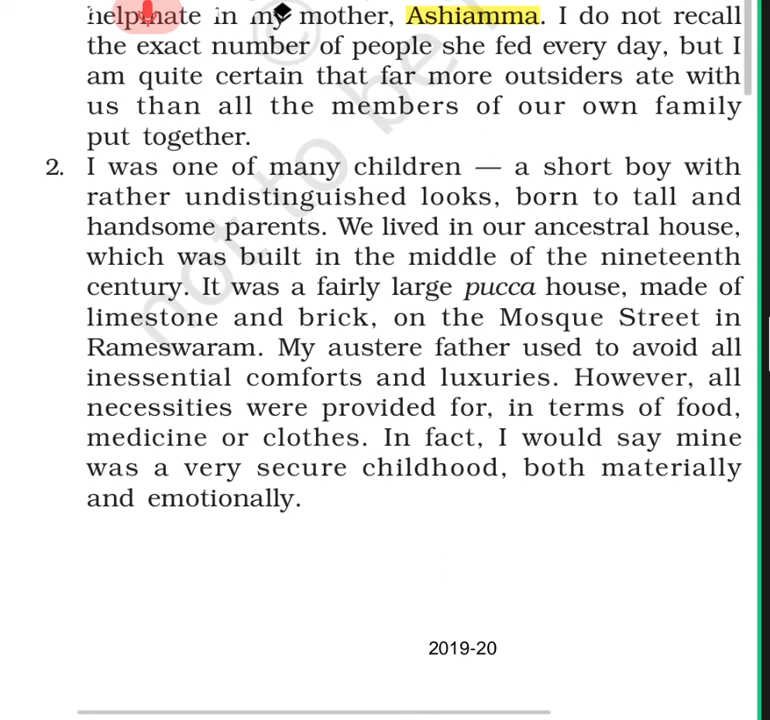 helpmate in my mother, Ashiamma. I do not recall
the exact number of people she fed every day, but I
am quite certain that far more outsiders ate with
us than all the members of our own family
put together.
2. I was one of many children — a short boy with
rather undistinguished looks, born to tall and
handsome parents. We lived in our ancestral house,
which was built in the middle of the nineteenth
century. It was a fairly large pucca house, made of
limestone and brick, on the Mosque Street in
Rameswaram. My austere father used to avoid all
inessential comforts and luxuries. However, all
necessities were provided for, in terms of food,
medicine or clothes. In fact, I would say mine
was a very secure childhood, both materially
and emotionally.
not to be
©
2019-20